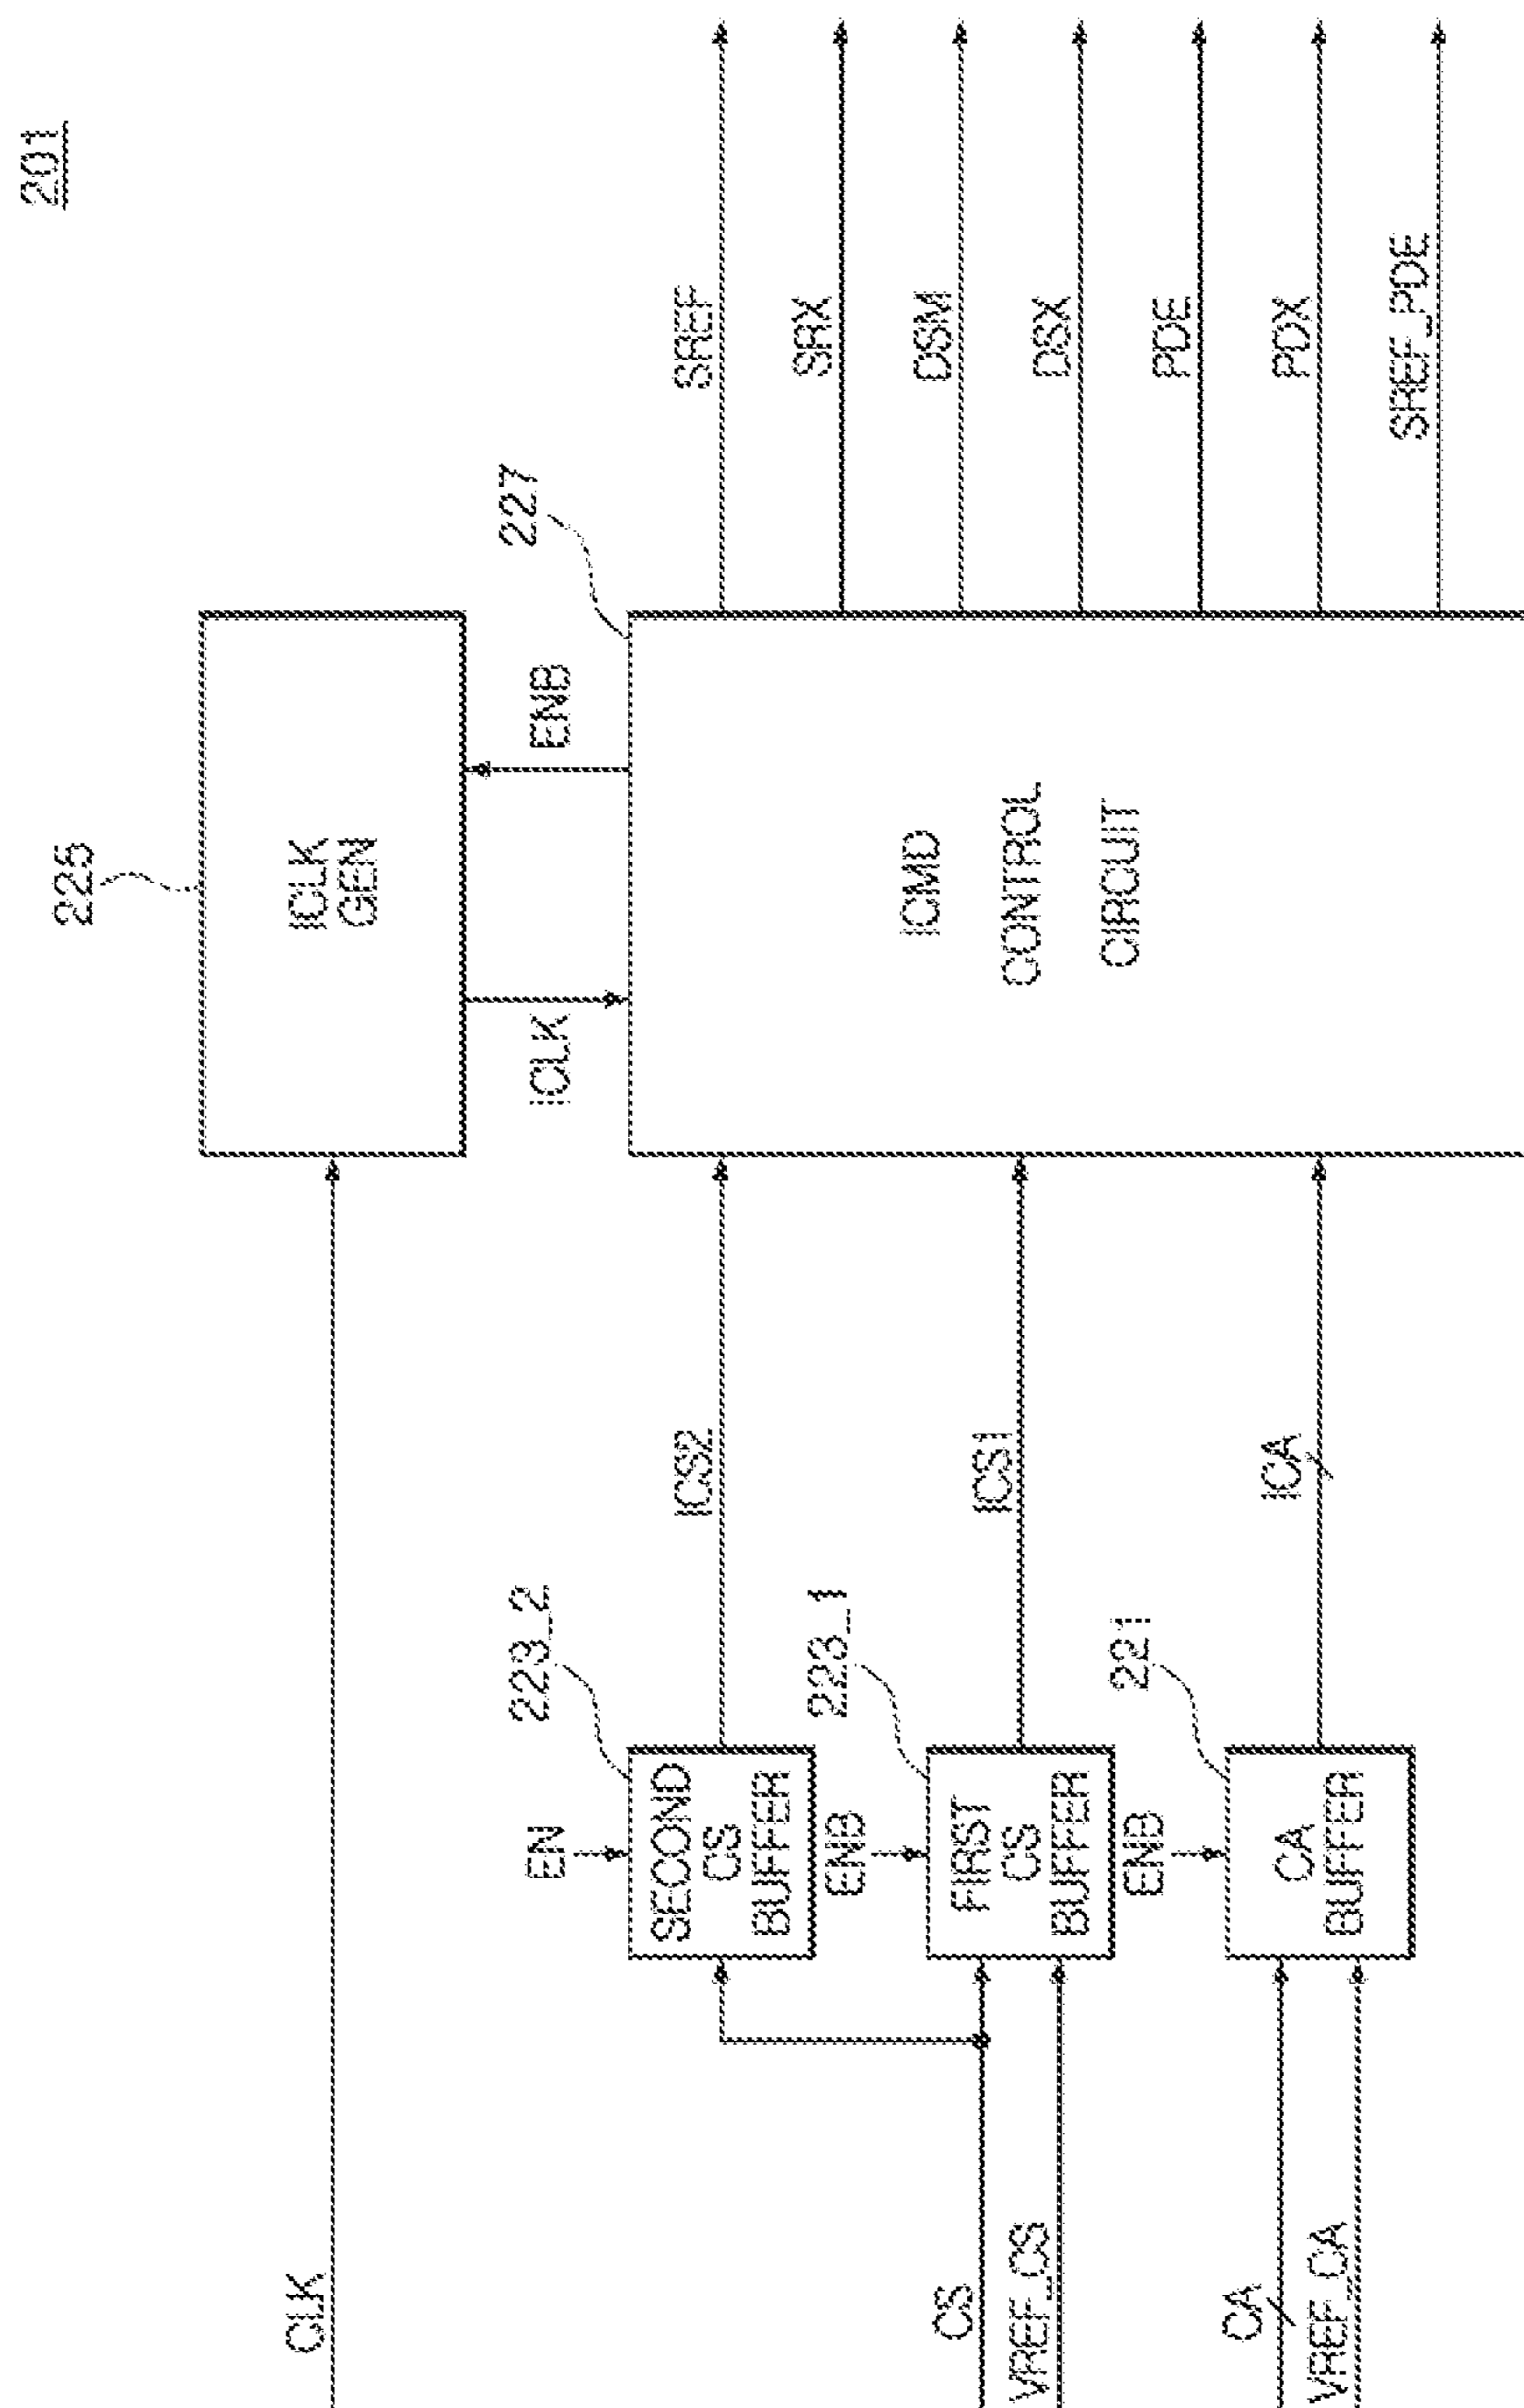 201
225
ICLK
GEN
CLK
ICLK
ENB
227
ICMD
CONTROL
CIRCUIT
SREF
SRX
DSM
DSX
PDE
PDX
SREF_PDE
223_2
EN
SECOND
CS
BUFFER
ICS2
223_1
ENB
FIRST
CS
BUFFER
ICS1
CS
VREF_CS
221
ENB
CA
BUFFER
ICA
CA
VREF_CA